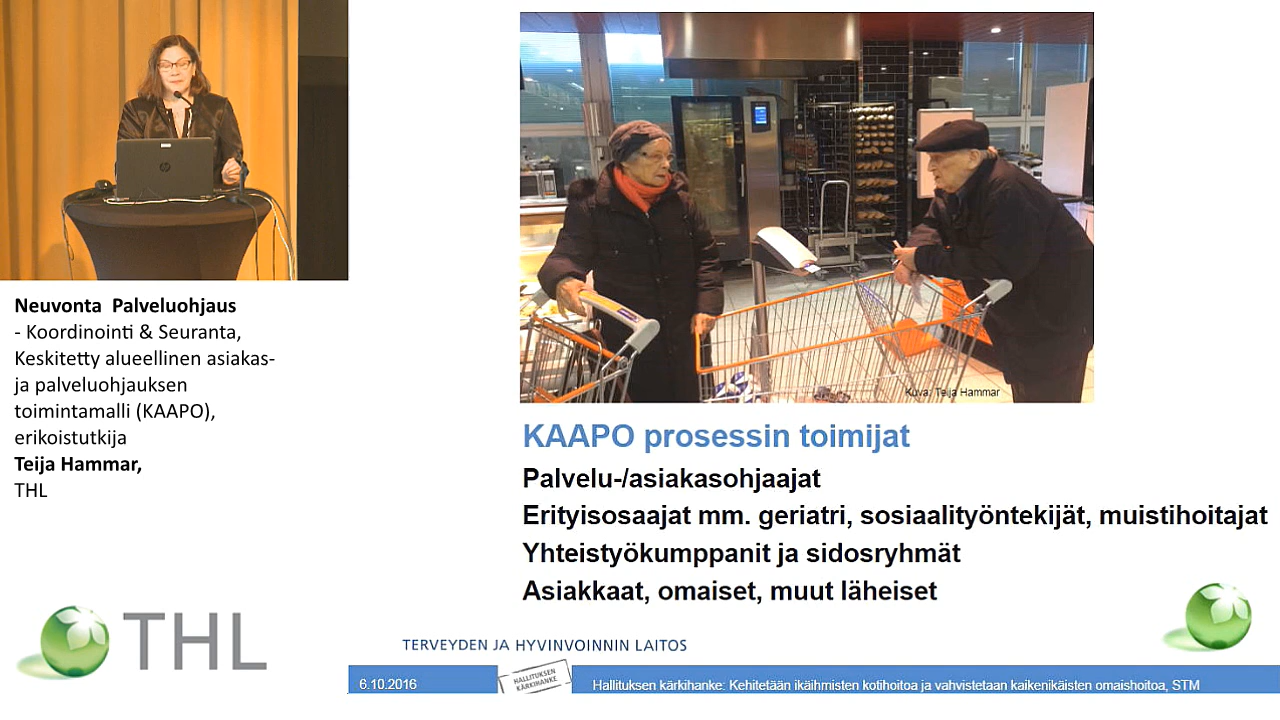 Neuvonta Palveluohjaus
- Koordinointi & Seuranta,
Keskitetty alueellinen asiakas-
ja palveluohjauksen
toimintamalli (KAAPO),
erikoistutkija
Teija Hammar,
THL
THL
Kuva: Teija Hammar
KAAPO prosessin toimijat
Palvelu-/asiakasohjaajat
Erityisosaajat mm. geriatri, sosiaalityöntekijät, muistihoitajat
Yhteistyökumppanit ja sidosryhmät
Asiakkaat, omaiset, muut läheiset
TERVEYDEN JA HYVINVOINNIN LAITOS
6.10.2016
HALLITUKSEN
KÄRKIHANKE
Hallituksen kärkihanke: Kehitetään ikäihmisten kotihoitoa ja vahvistetaan kaikenikäisten omaishoitoa, STM